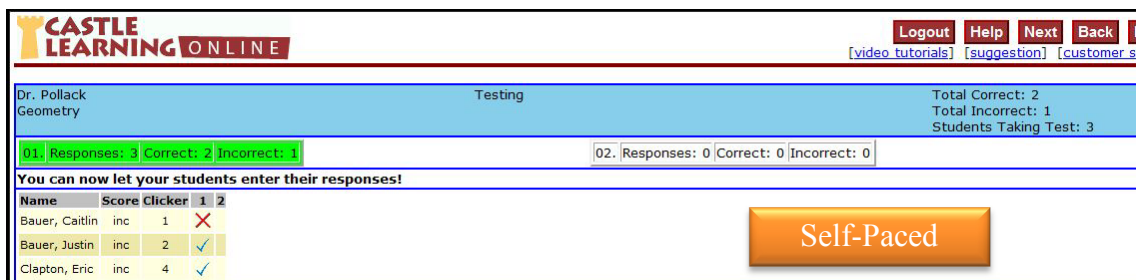 CASTLE
LEARNING ONLINE
Logout Help Next Back
[video tutorials] [suggestion] [customer s
Dr. Pollack Testing Total Correct: 2
Geometry Total Incorrect: 1
Students Taking Test: 3
01. Responses: 3 Correct: 2 Incorrect: 1 02. Responses: 0 Correct: 0 Incorrect: 0
You can now let your students enter their responses!
Name Score Clicker 1 2
Bauer, Caitlin inc 1
Bauer, Justin inc 2
Clapton, Eric inc 4
Self-Paced